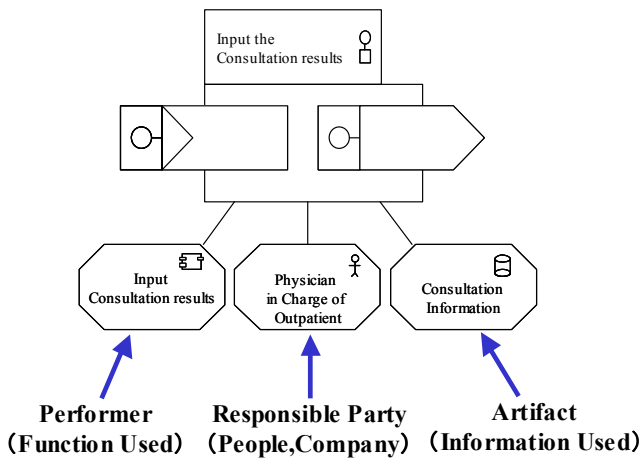 Input the
Consultation results
Input
Consultation results
Physician
in Charge of
Outpatient
Consultation
Information
Performer
（Function Used）
Responsible Party
（People,Company）
Artifact
（Information Used）